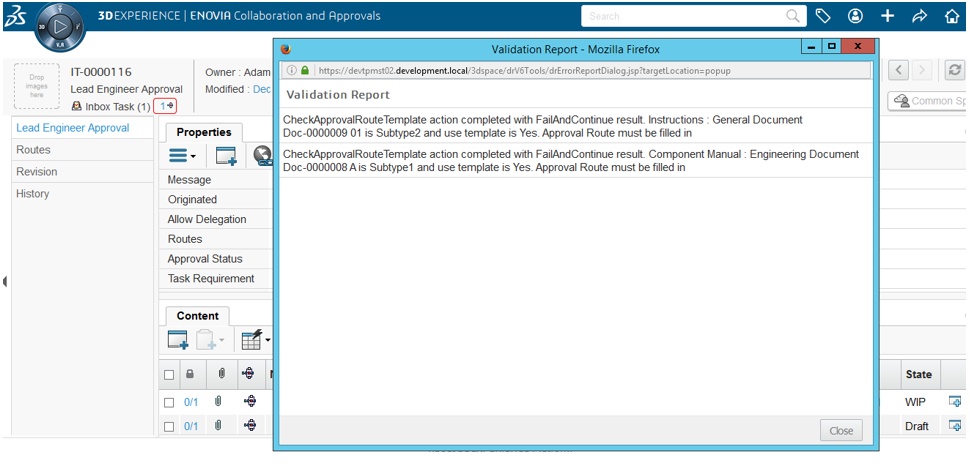 3DEXPERIENCE | ENOVIA Collaboration and Approvals
Search
3D
V.R
Drop
images
here
IT-0000116
Lead Engineer Approval
Inbox Task (1)
1
Owner : Adam
Modified : Dec
Common Sp
Lead Engineer Approval
Routes
Revision
History
Properties
Message
Originated
Allow Delegation
Routes
Approval Status
Task Requirement
Content
State
0/1
WIP
0/1
Draft
Validation Report - Mozilla Firefox
https://devtpmst02.development.local/3dspace/drV6Tools/drErrorReportDialog.jsp?targetLocation=popup
Validation Report
CheckApprovalRouteTemplate action completed with FailAndContinue result. Instructions : General Document
Doc-0000009 01 is Subtype2 and use template is Yes. Approval Route must be filled in
CheckApprovalRouteTemplate action completed with FailAndContinue result. Component Manual : Engineering Document
Doc-0000008 A is Subtype1 and use template is Yes. Approval Route must be filled in
Close